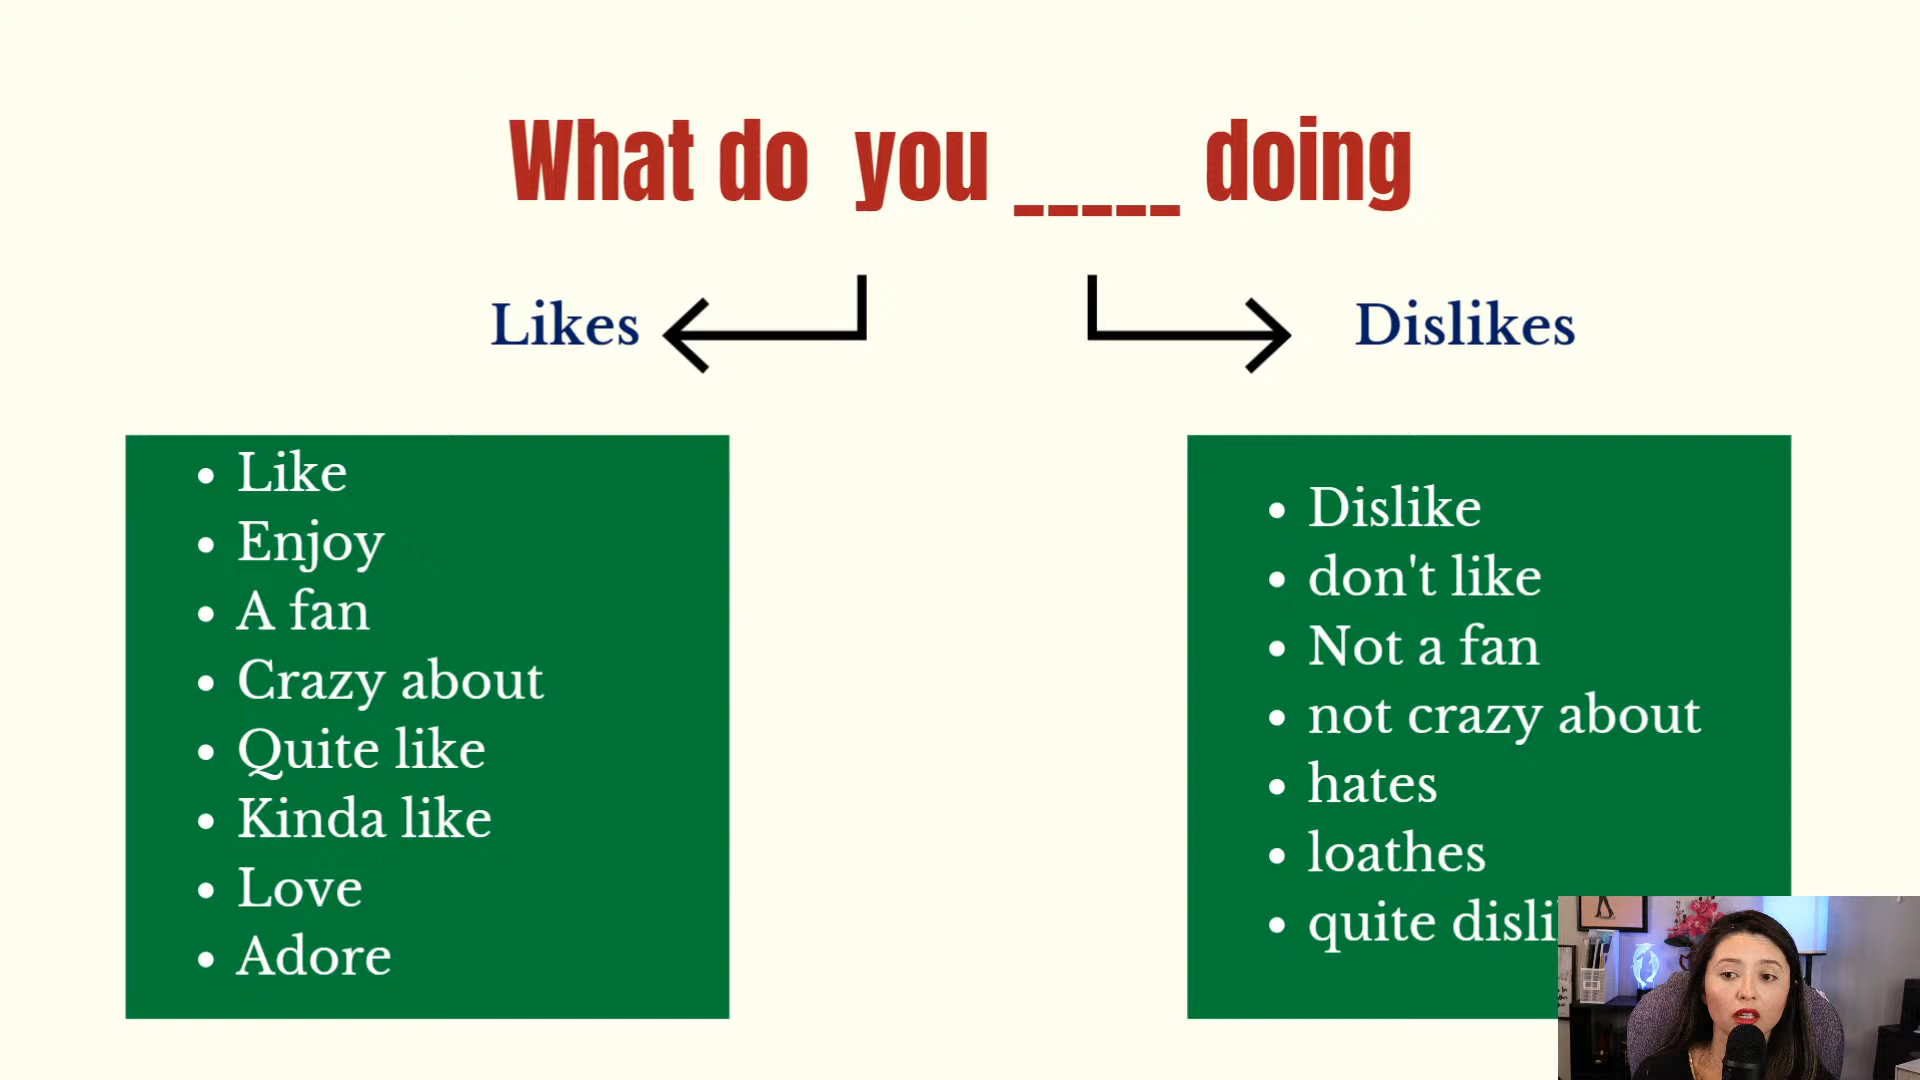 What do you _____ doing
Likes
Dislikes
• Like
• Enjoy
• A fan
• Crazy about
• Quite like
• Kinda like
• Love
• Adore
• Dislike
• don't like
• Not a fan
• not crazy about
• hates
• loathes
• quite